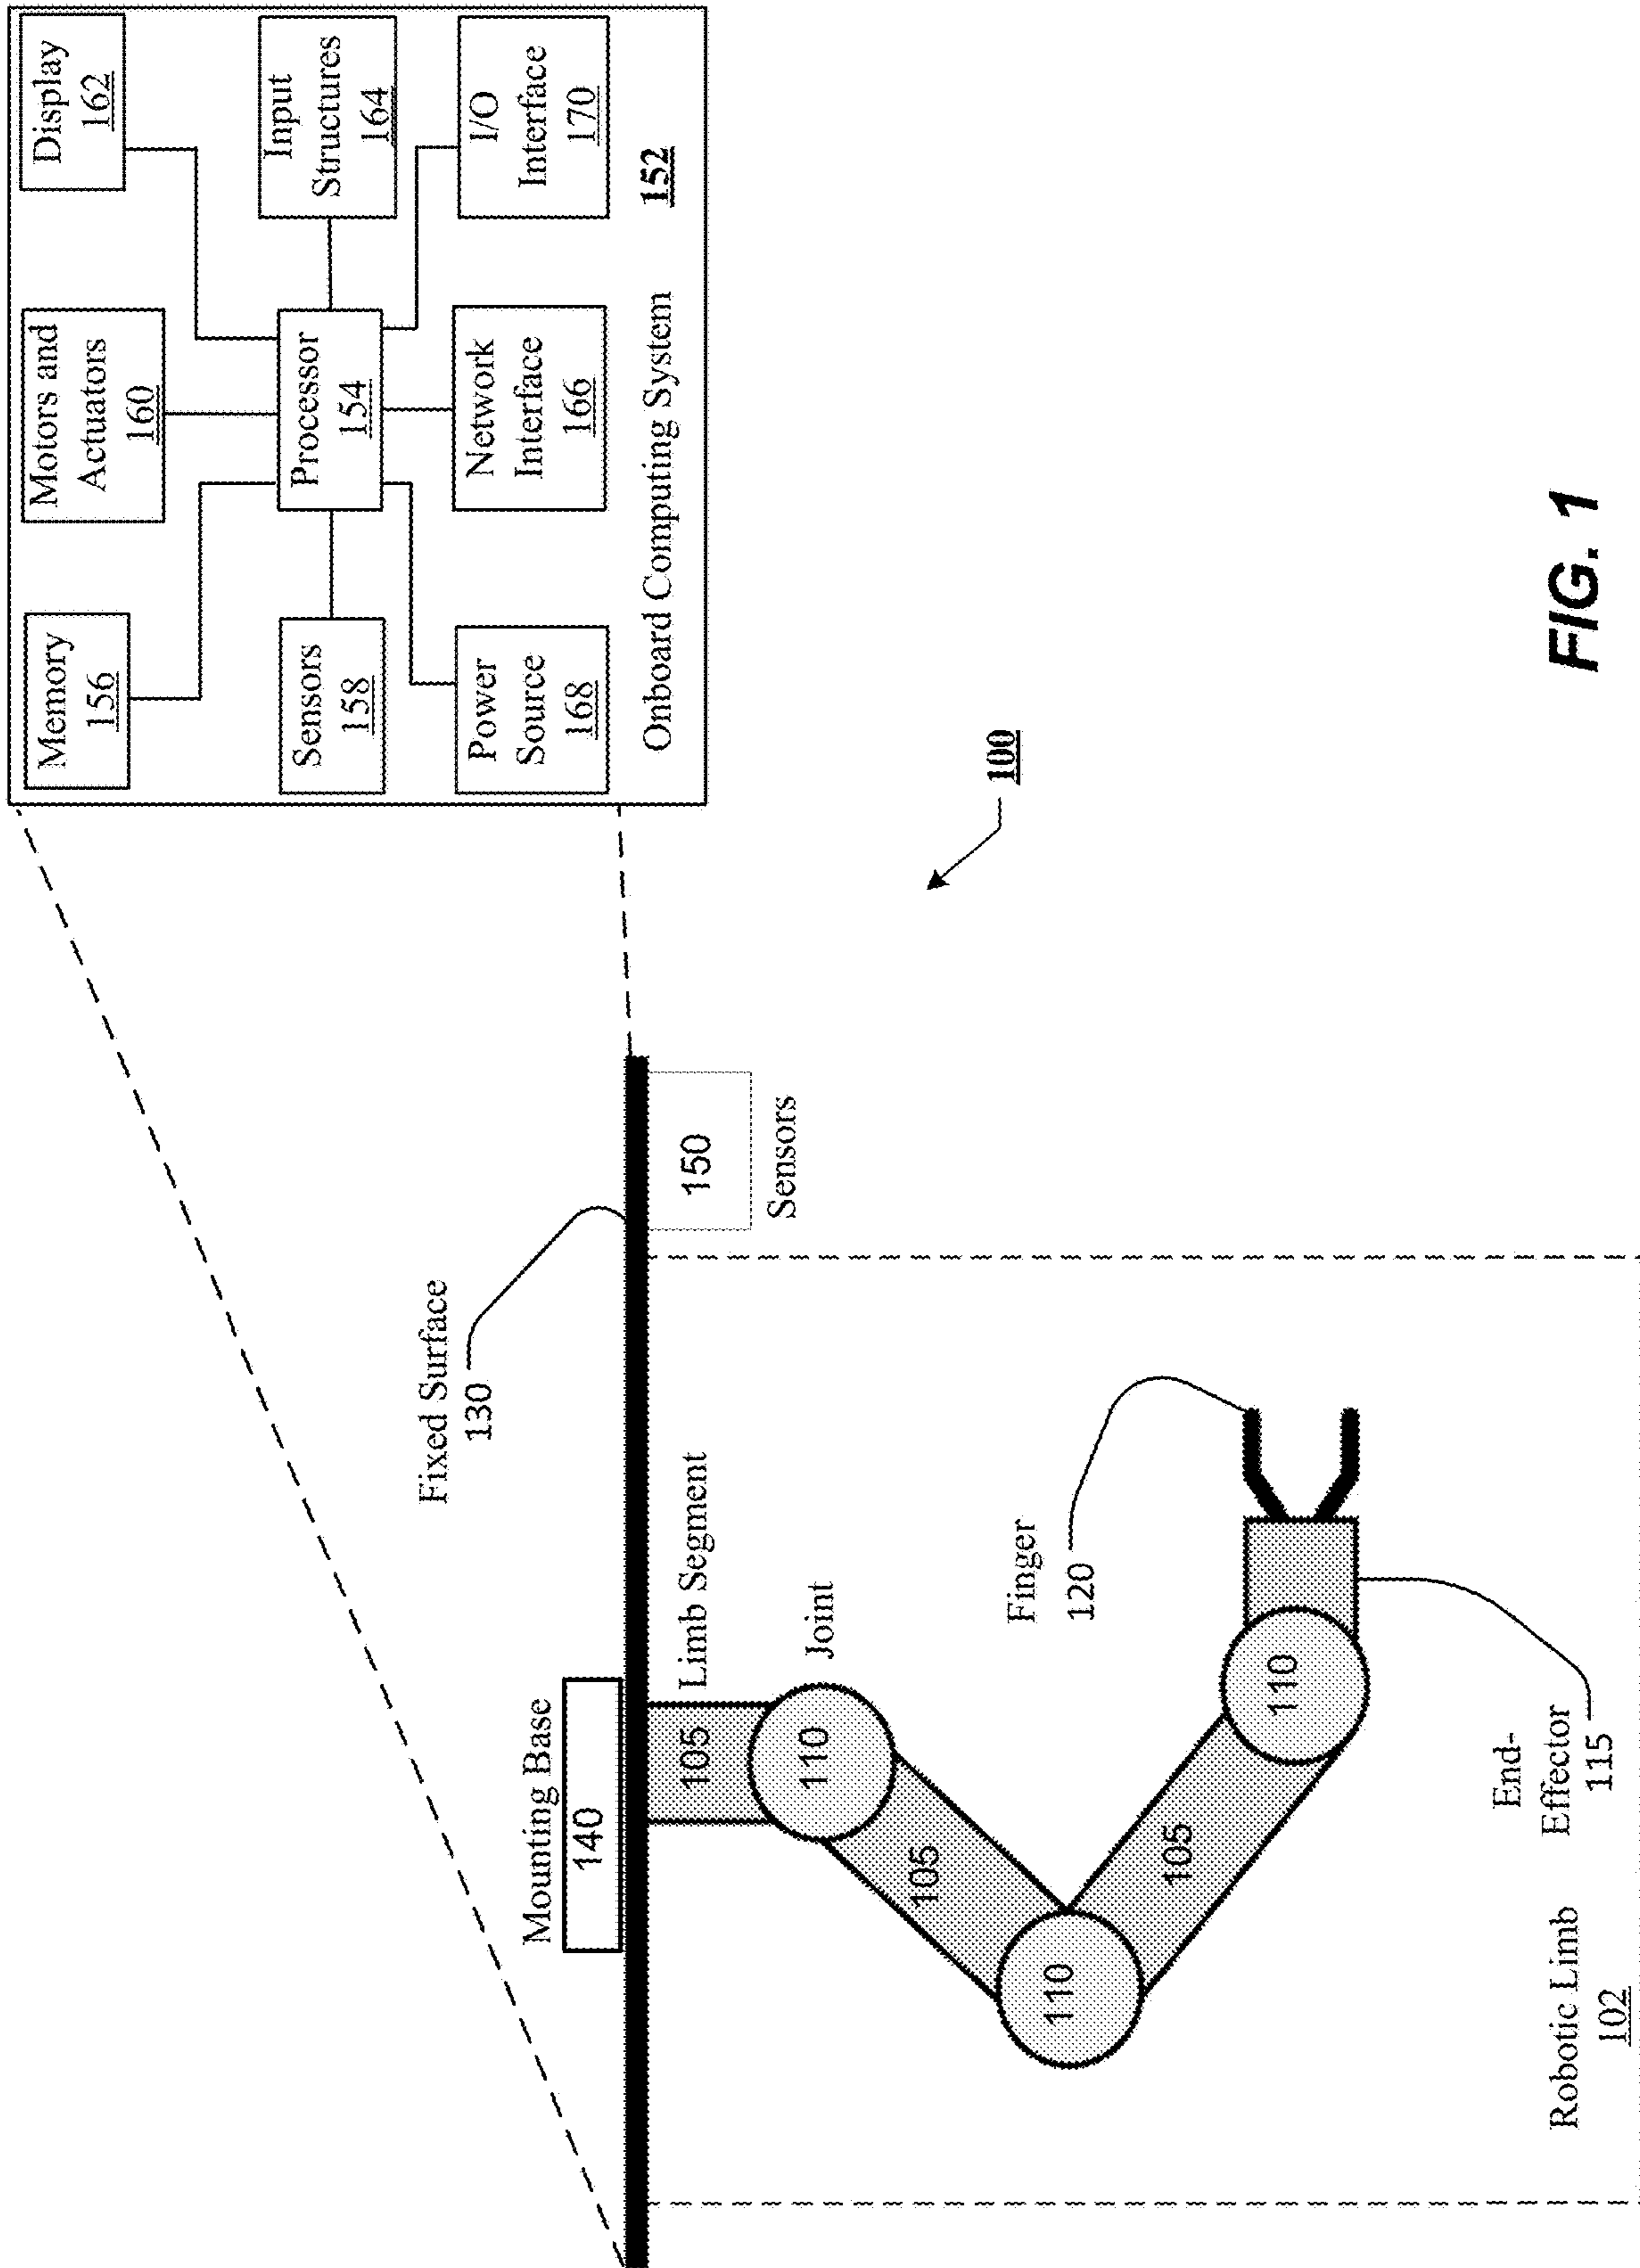 Memory
156
Motors and
Actuators
160
Display
162
Sensors
158
Processor
154
Input
Structures
164
Power
Source
168
Network
Interface
166
I/O
Interface
170
Onboard Computing System
152
Fixed Surface
130
Mounting Base
140
105
Limb Segment
150
Sensors
110
Joint
105
100
Finger
120
110
105
110
End-
Effector
115
Robotic Limb
102
FIG. 1